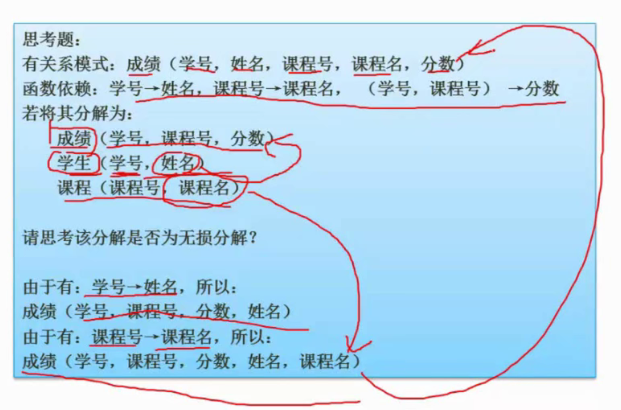 思考题:
有关系模式: 成绩 (学号, 姓名, 课程号, 课程名, 分数)
函数依赖: 学号→姓名, 课程号→课程名, (学号, 课程号) →分数
若将其分解为:
成绩 (学号, 课程号, 分数)
学生 (学号, 姓名)
课程 (课程号, 课程名)
请思考该分解是否为无损分解?
由于有: 学号→姓名, 所以:
成绩 (学号, 课程号, 分数, 姓名)
由于有: 课程号→课程名, 所以:
成绩 (学号, 课程号, 分数, 姓名, 课程名)